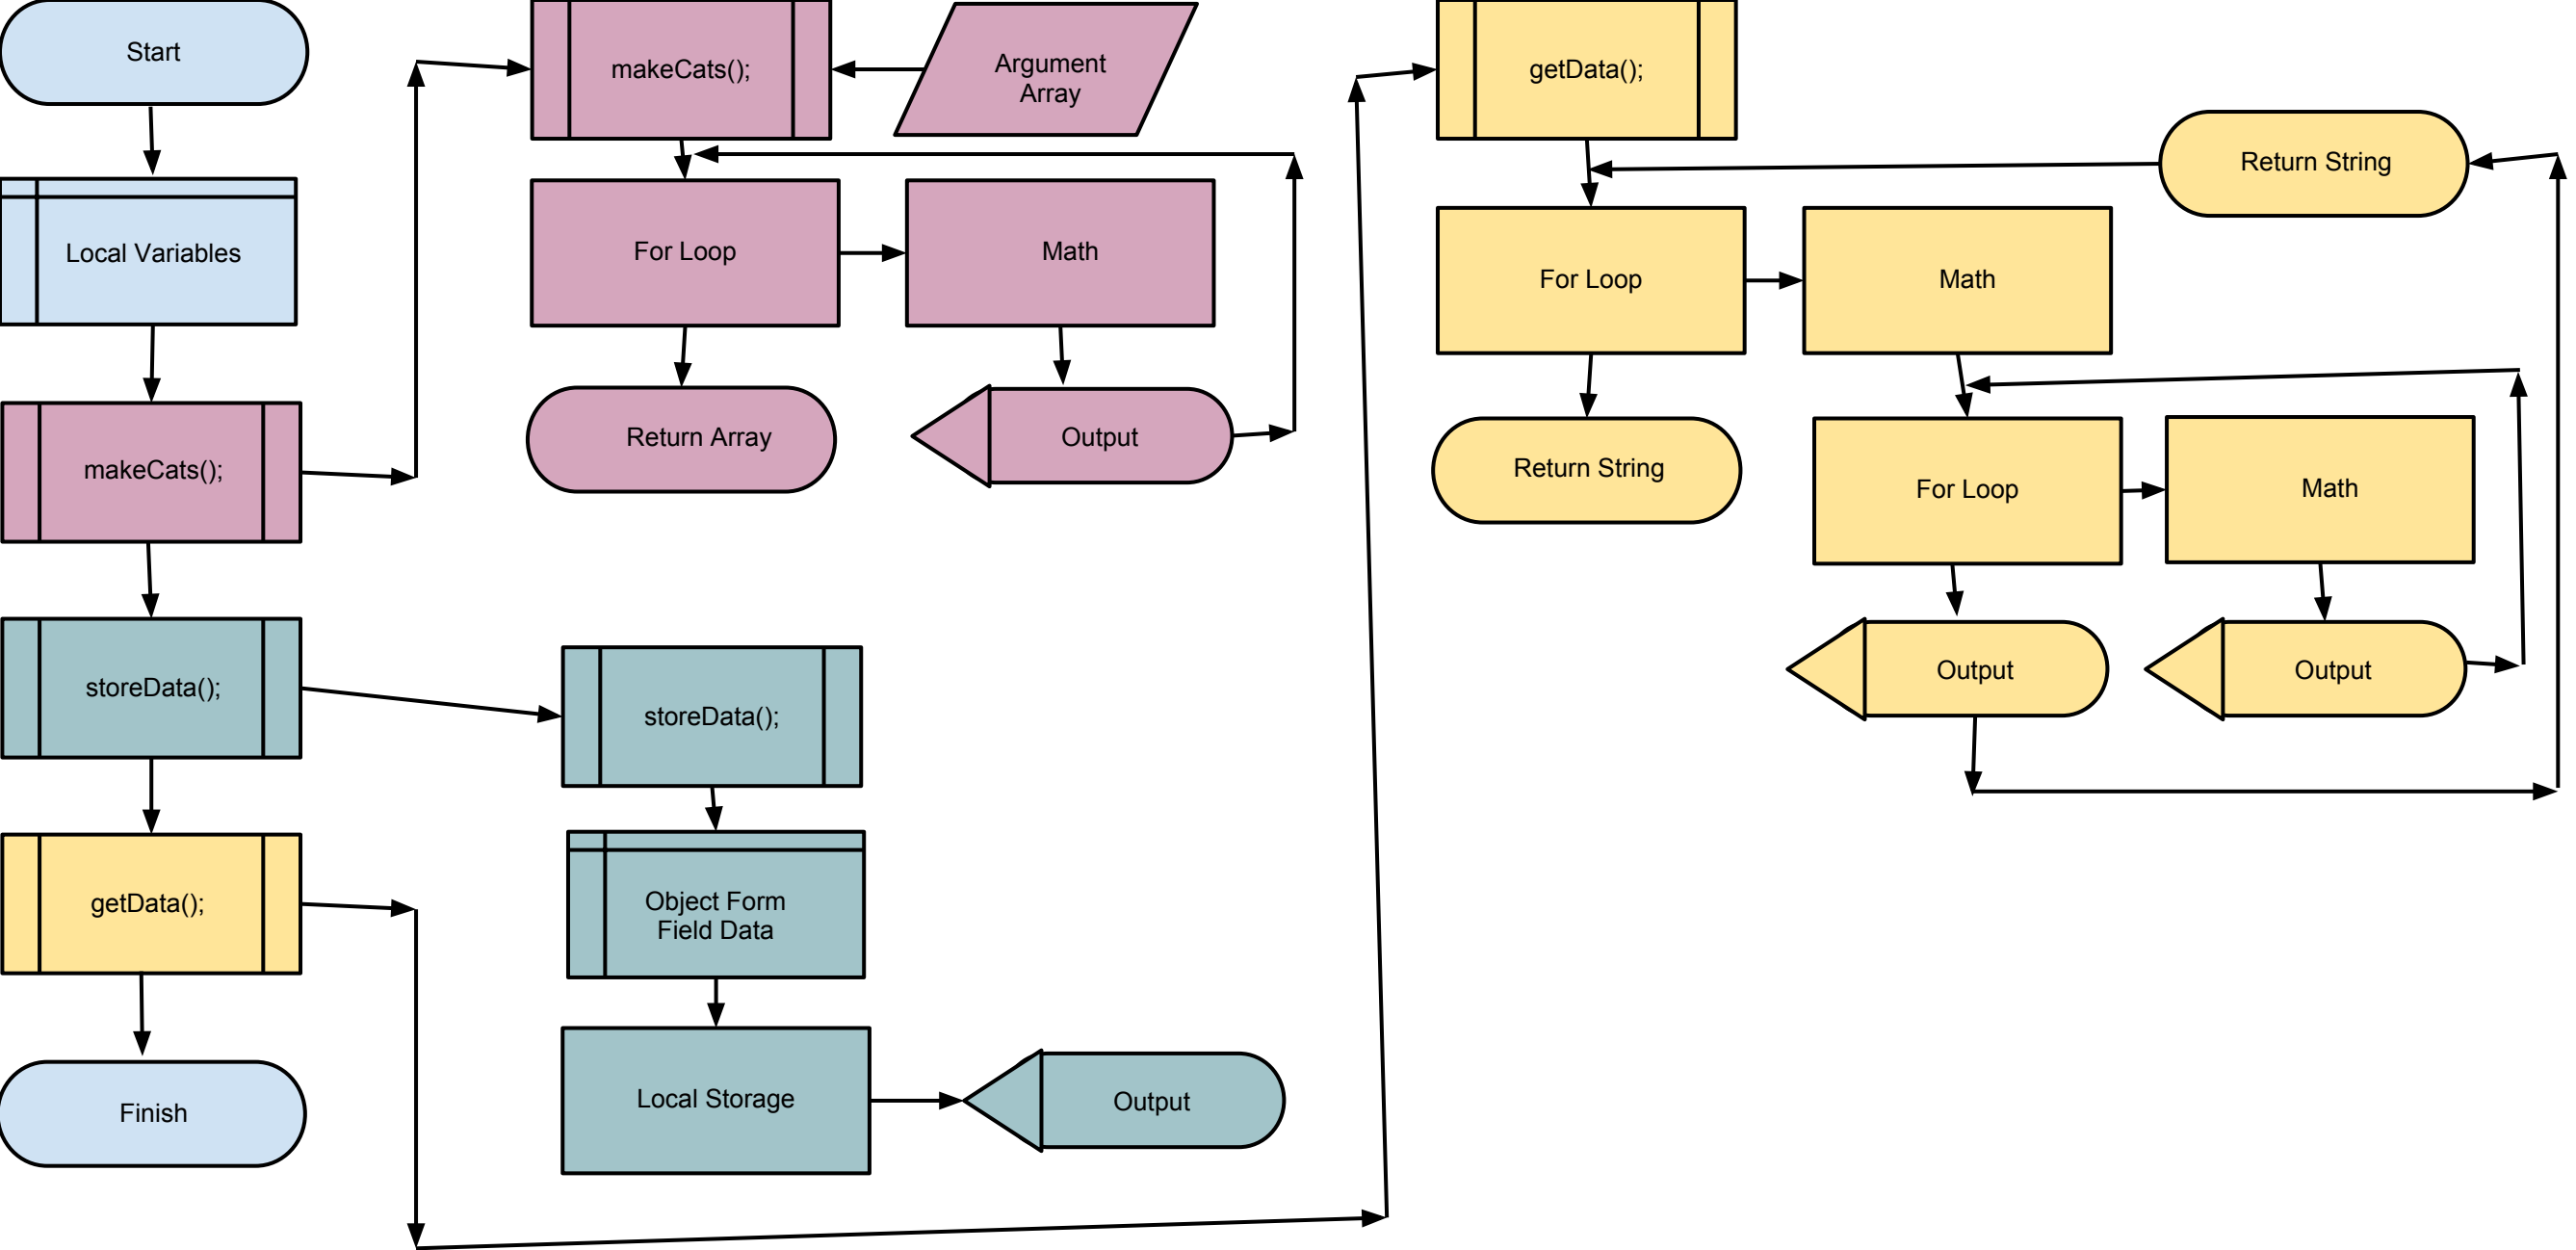 Start
Local Variables
makeCats();
storeData();
getData();
Finish
makeCats();
Argument
Array
For Loop
Math
Return Array
Output
storeData();
Object Form
Field Data
Local Storage
Output
getData();
Return String
For Loop
Math
Return String
For Loop
Math
Output
Output